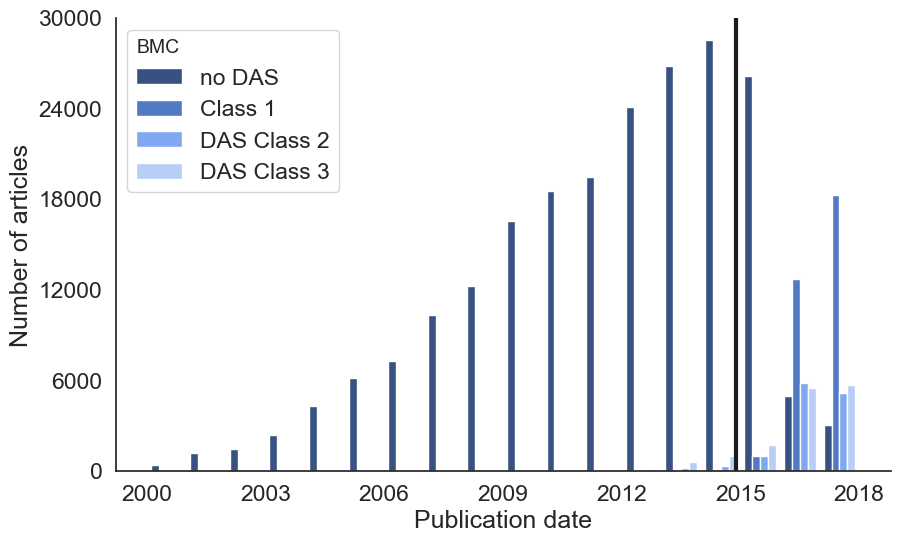 30000
24000
18000
12000
6000
0
Number of articles
BMC
no DAS
Class 1
DAS Class 2
DAS Class 3
2000
2003
2006
2009
2012
2015
2018
Publication date